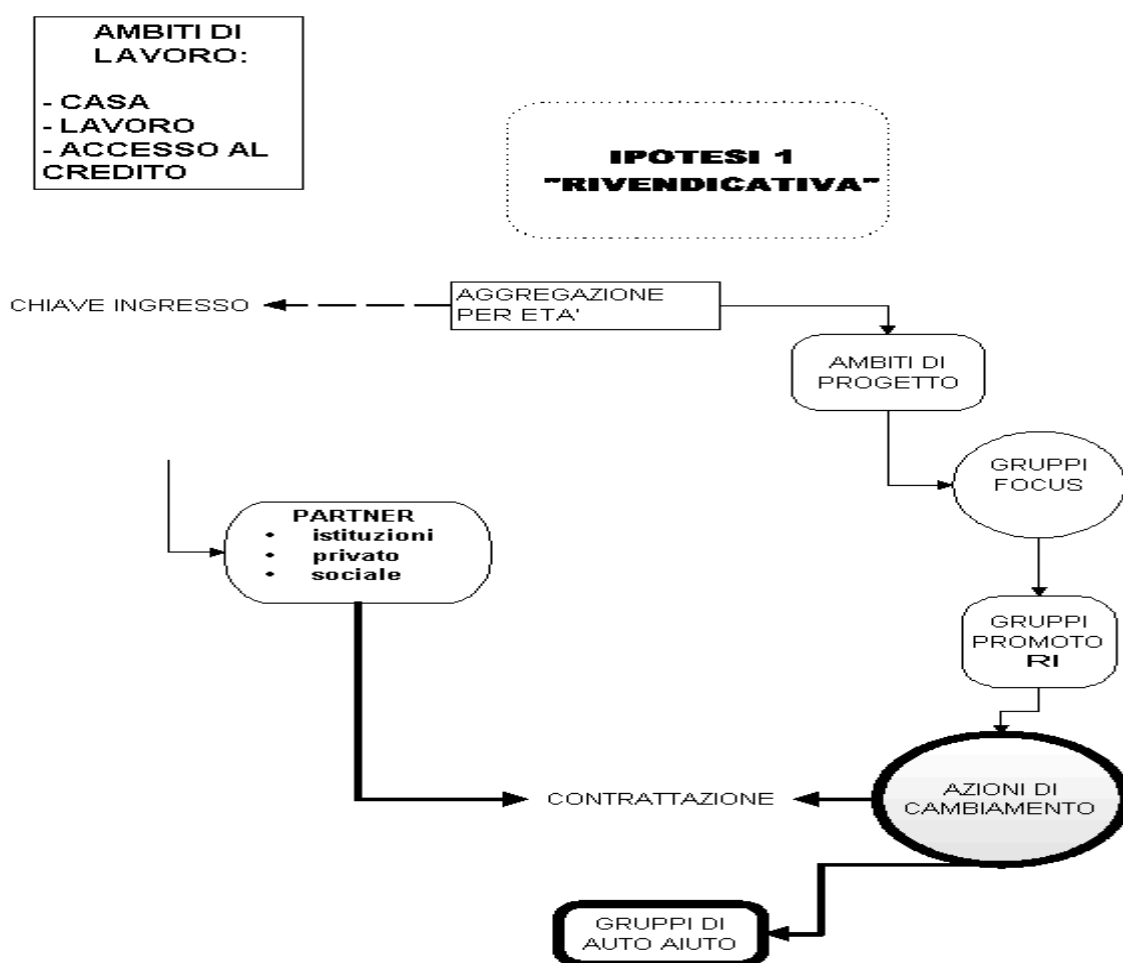 AMBITI DI
LAVORO:
- CASA
- LAVORO
- ACCESSO AL
CREDITO
IPOTESI 1
"RIVENDICATIVA"
CHIAVE INGRESSO
AGGREGAZIONE
PER ETA'
AMBITI DI
PROGETTO
GRUPPI
FOCUS
PARTNER
• istituzioni
• privato
• sociale
GRUPPI
PROMOTO
RI
CONTRATTAZIONE
AZIONI DI
CAMBIAMENTO
GRUPPI DI
AUTO AIUTO